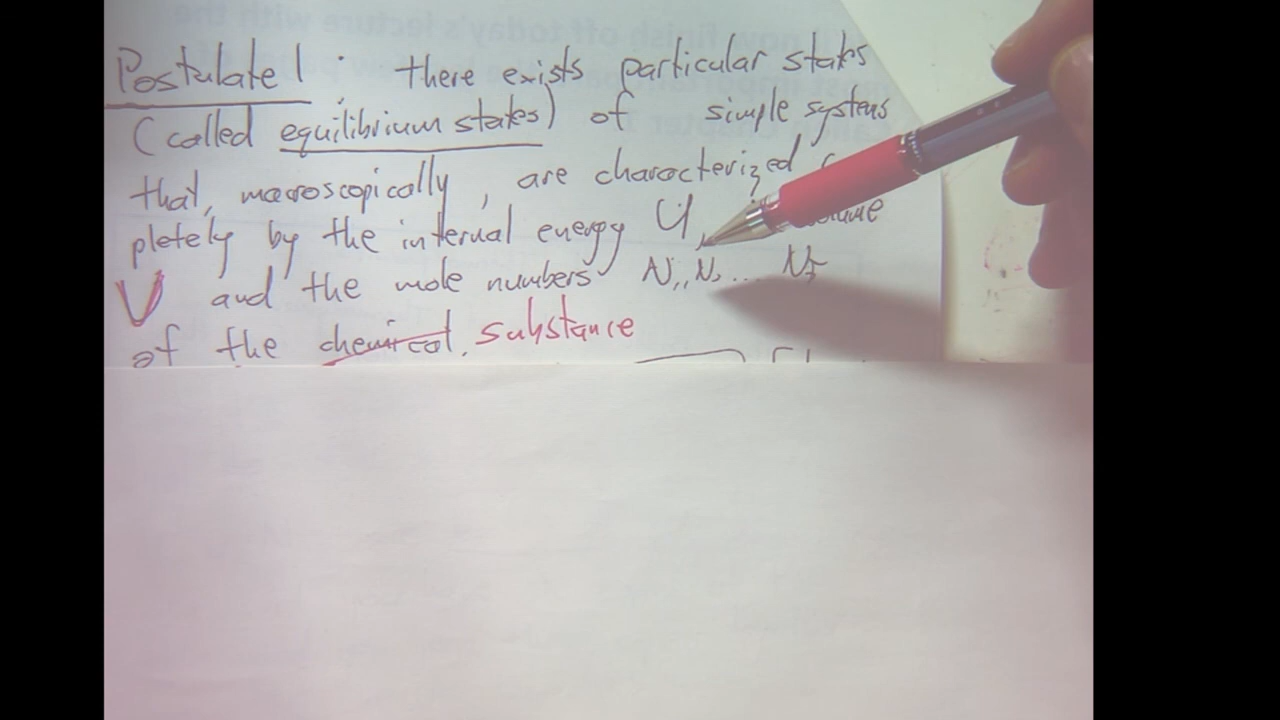 Postulate 1 : there exists particular states
(called equilibrium states) of simple systems
that, macroscopically, are characterized
pletely by the internal energy U,
V and the mole numbers N₁, N₂ ... Nᵣ
of the chemical. substance